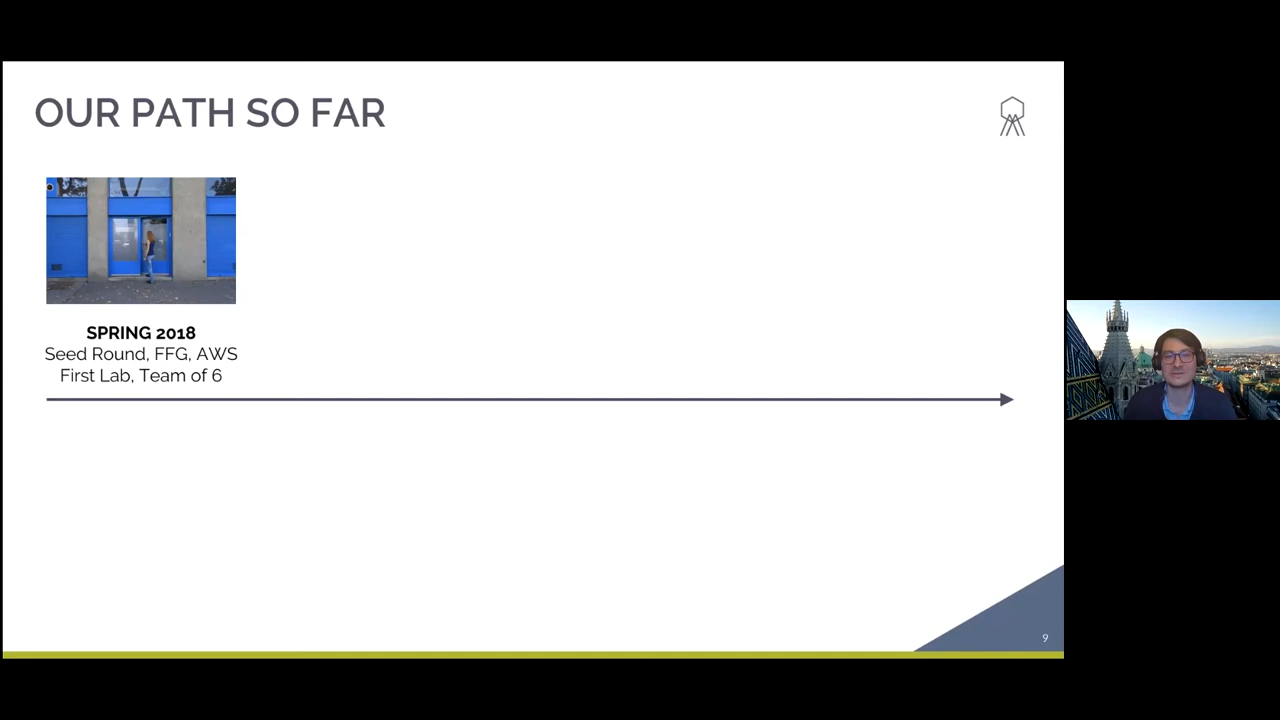 OUR PATH SO FAR
SPRING 2018
Seed Round, FFG, AWS
First Lab, Team of 6
9